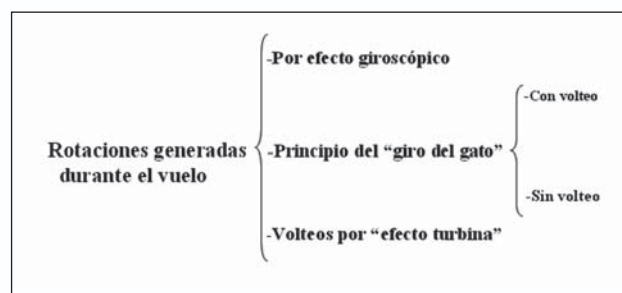 -Por efecto giroscópico
-Con volteo
Rotaciones generadas
durante el vuelo
-Principio del “giro del gato”
-Sin volteo
-Volteos por “efecto turbina”